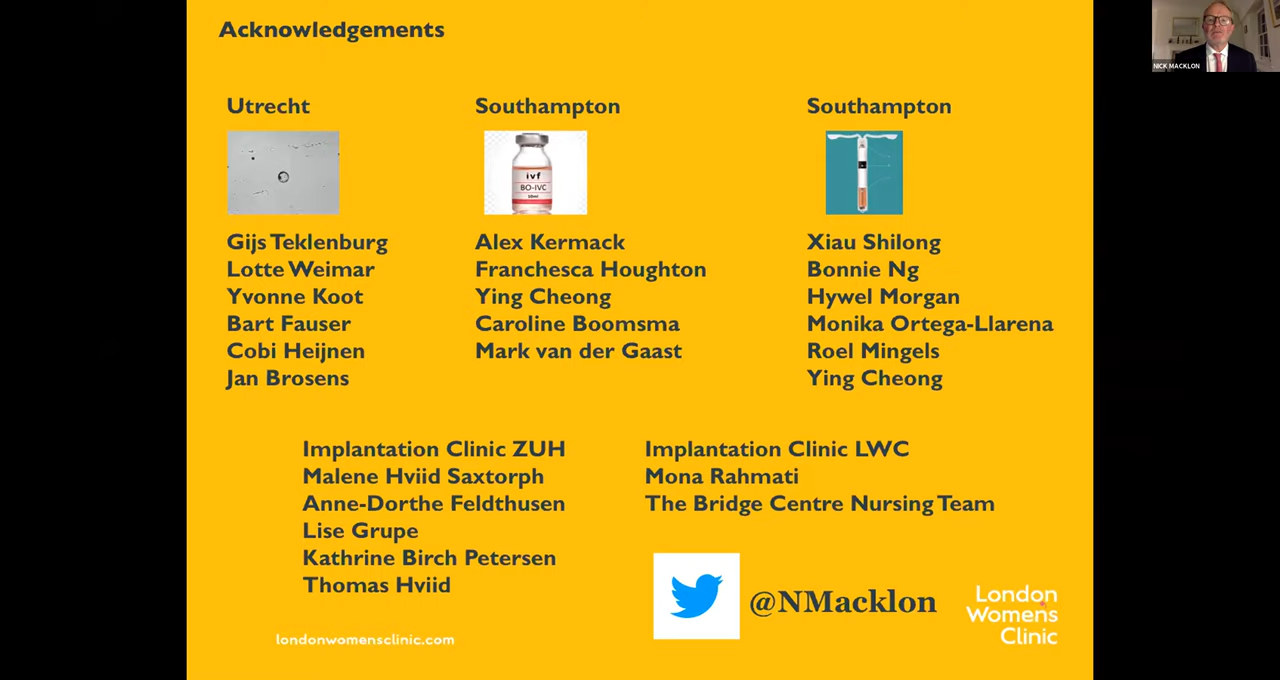 Acknowledgements
NICK MACKLON
Utrecht
Southampton
Southampton
ivf
BO-IVC
10ml
Gijs Teklenburg
Lotte Weimar
Yvonne Koot
Bart Fauser
Cobi Heijnen
Jan Brosens
Alex Kermack
Franchesca Houghton
Ying Cheong
Caroline Boomsma
Mark van der Gaast
Xiau Shilong
Bonnie Ng
Hywel Morgan
Monika Ortega-Llarena
Roel Mingels
Ying Cheong
Implantation Clinic ZUH
Malene Hviid Saxtorph
Anne-Dorthe Feldthusen
Lise Grupe
Kathrine Birch Petersen
Thomas Hviid
Implantation Clinic LWC
Mona Rahmati
The Bridge Centre Nursing Team
@NMacklon
London
Womens
Clinic
londonwomensclinic.com